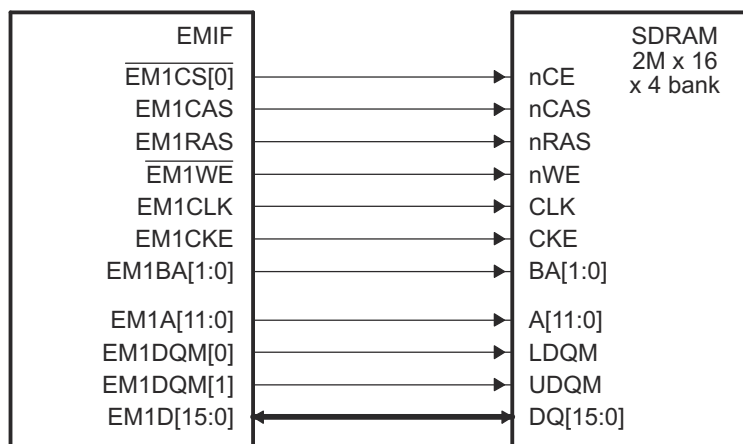 EMIF
EM1CS[0]
EM1CAS
EM1RAS
EM1WE
EM1CLK
EM1CKE
EM1BA[1:0]
EM1A[11:0]
EM1DQM[0]
EM1DQM[1]
EM1D[15:0]
SDRAM
2M x 16
x 4 bank
nCE
nCAS
nRAS
nWE
CLK
CKE
BA[1:0]
A[11:0]
LDQM
UDQM
DQ[15:0]